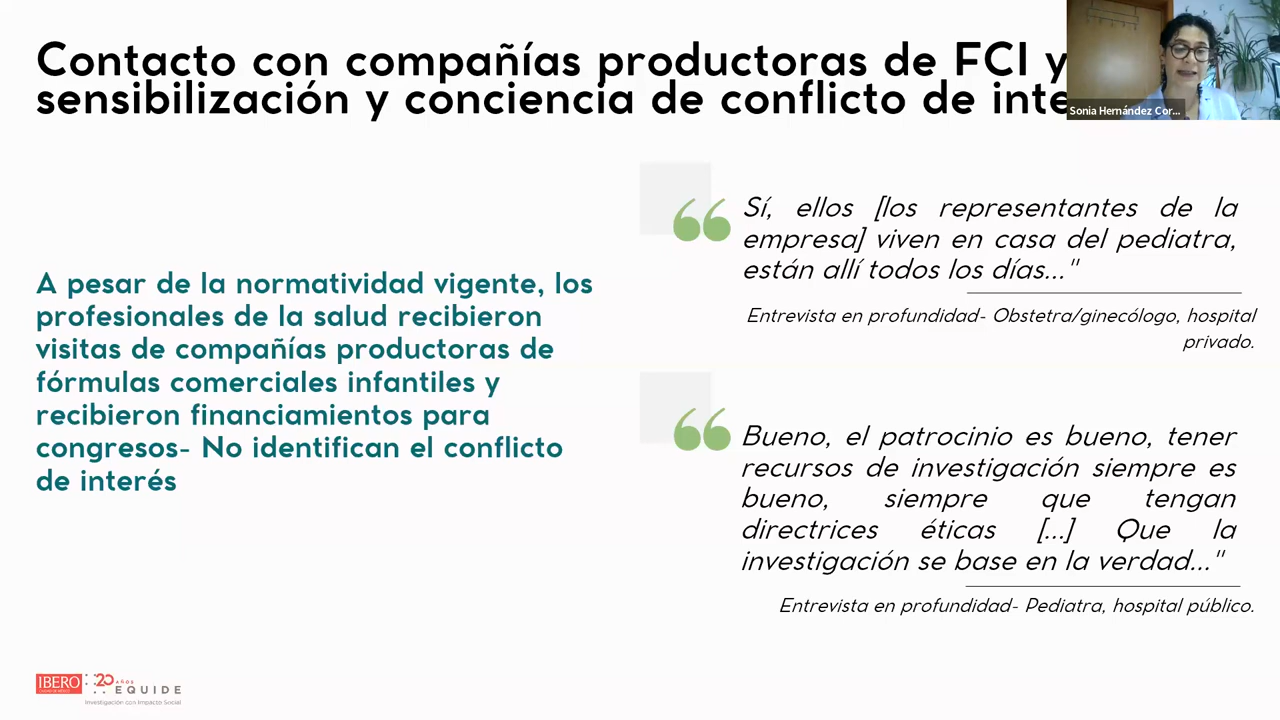 Contacto con compañías productoras de FCI y
sensibilización y conciencia de conflicto de inte
Sonia Hernández Cor...
A pesar de la normatividad vigente, los
profesionales de la salud recibieron
visitas de compañías productoras de
fórmulas comerciales infantiles y
recibieron financiamientos para
congresos- No identifican el conflicto
de interés
“
Sí, ellos [los representantes de la
empresa] viven en casa del pediatra,
están allí todos los días..."
Entrevista en profundidad- Obstetra/ginecólogo, hospital
privado.
“
Bueno, el patrocinio es bueno, tener
recursos de investigación siempre es
bueno, siempre que tengan
directrices éticas [...] Que la
investigación se base en la verdad..."
Entrevista en profundidad- Pediatra, hospital público.
IBERO
CIUDAD DE MÉXICO
20 AÑOS
EQUIDE
Investigación con Impacto Social